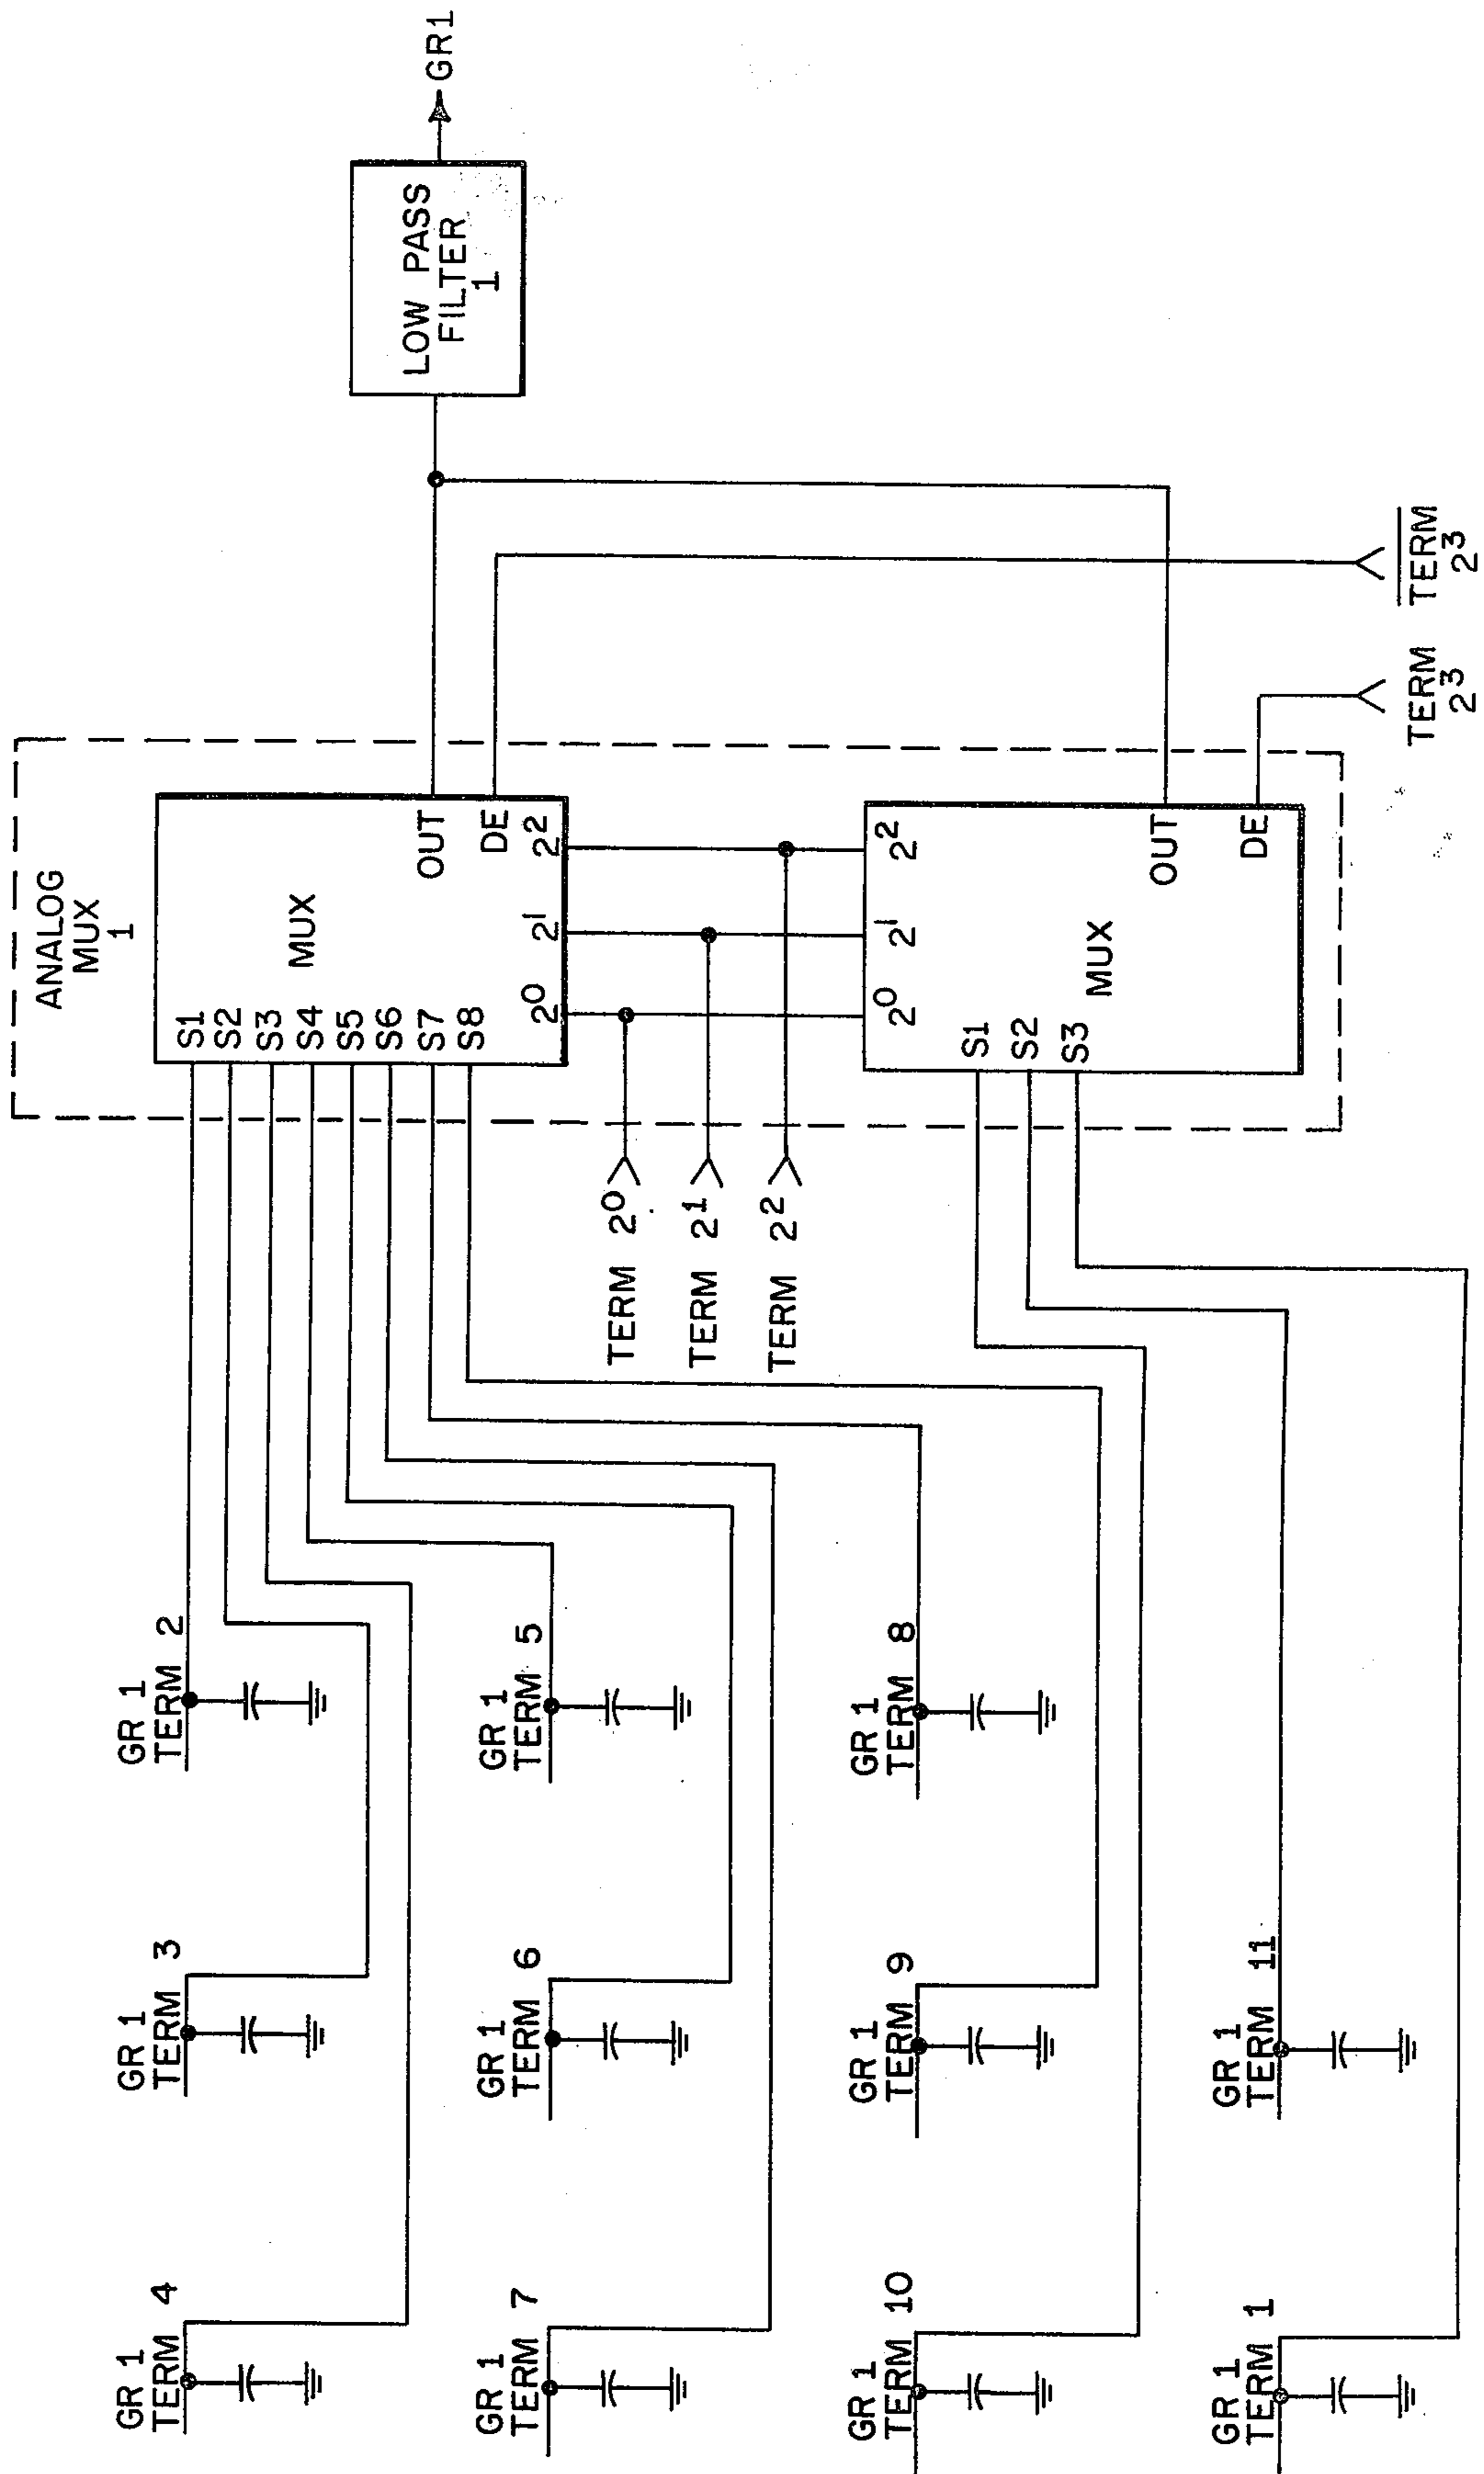 GR 1
TERM 4
GR 1
TERM 3
GR 1
TERM 2
GR 1
TERM 7
GR 1
TERM 6
GR 1
TERM 5
GR 1
TERM 10
GR 1
TERM 9
GR 1
TERM 8
GR 1
TERM 1
GR 1
TERM 11
ANALOG
MUX
1
S1
S2
S3
S4
S5
S6
S7
S8
MUX
OUT
DE
2⁰ 2¹ 2²
TERM 2⁰
TERM 2¹
TERM 2²
2⁰ 2¹ 2²
S1
S2
S3
MUX
OUT
DE
LOW PASS
FILTER
1
GR1
TERM
2³
TERM
2³